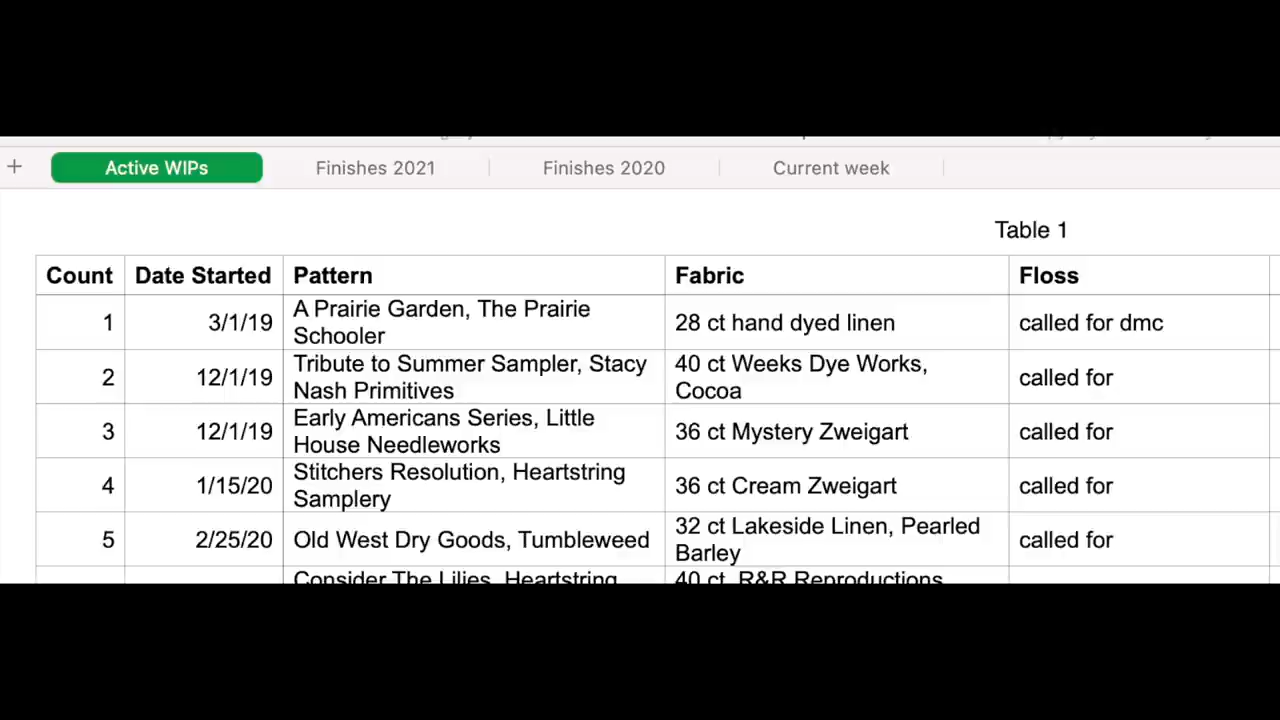 + Active WIPs Finishes 2021 Finishes 2020 Current week
Table 1
Count Date Started Pattern Fabric Floss
1 3/1/19 A Prairie Garden, The Prairie
Schooler 28 ct hand dyed linen called for dmc
2 12/1/19 Tribute to Summer Sampler, Stacy
Nash Primitives 40 ct Weeks Dye Works,
Cocoa called for
3 12/1/19 Early Americans Series, Little
House Needleworks 36 ct Mystery Zweigart called for
4 1/15/20 Stitchers Resolution, Heartstring
Samplery 36 ct Cream Zweigart called for
5 2/25/20 Old West Dry Goods, Tumbleweed 32 ct Lakeside Linen, Pearled
Barley called for
Consider The Lilies, Heartstring 40 ct R&R Reproductions